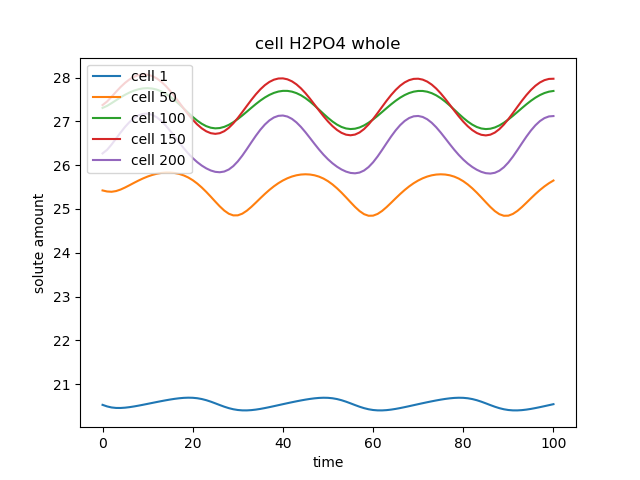 cell H2PO4 whole
cell 1
cell 50
cell 100
cell 150
cell 200
solute amount
28
27
26
25
24
23
22
21
0 20 40 60 80 100
time